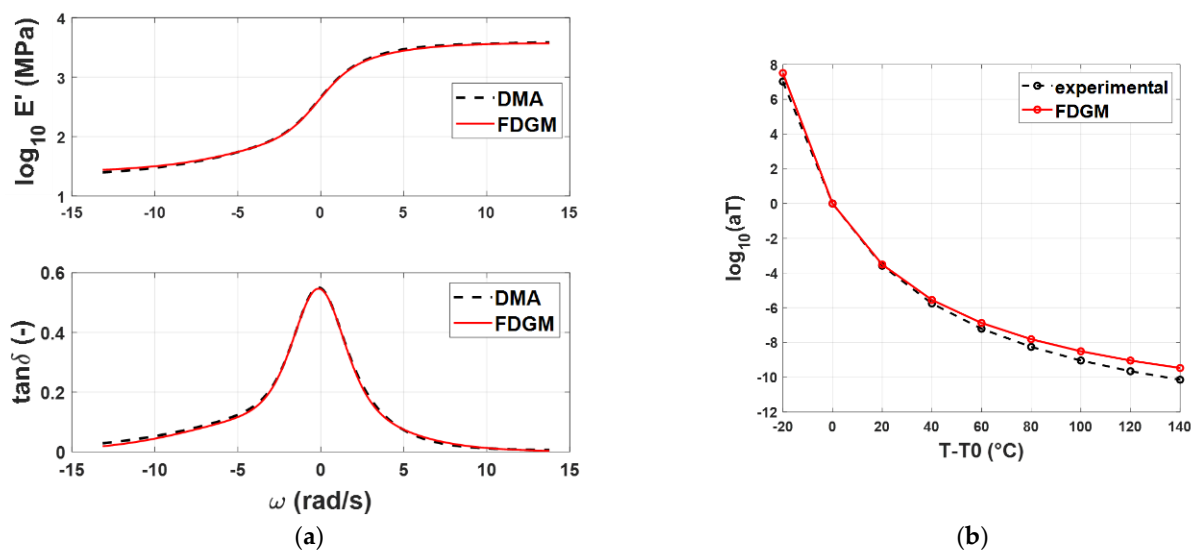 4
3
2
1
log10 E' (MPa)
DMA
FDGM
-15 -10 -5 0 5 10 15
0.6
0.4
0.2
0
tanδ (-)
DMA
FDGM
-15 -10 -5 0 5 10 15
ω (rad/s)
(a)
8
6
4
2
0
-2
-4
-6
-8
-10
-12
log10(aT)
experimental
FDGM
-20 0 20 40 60 80 100 120 140
T-T0 (°C)
(b)